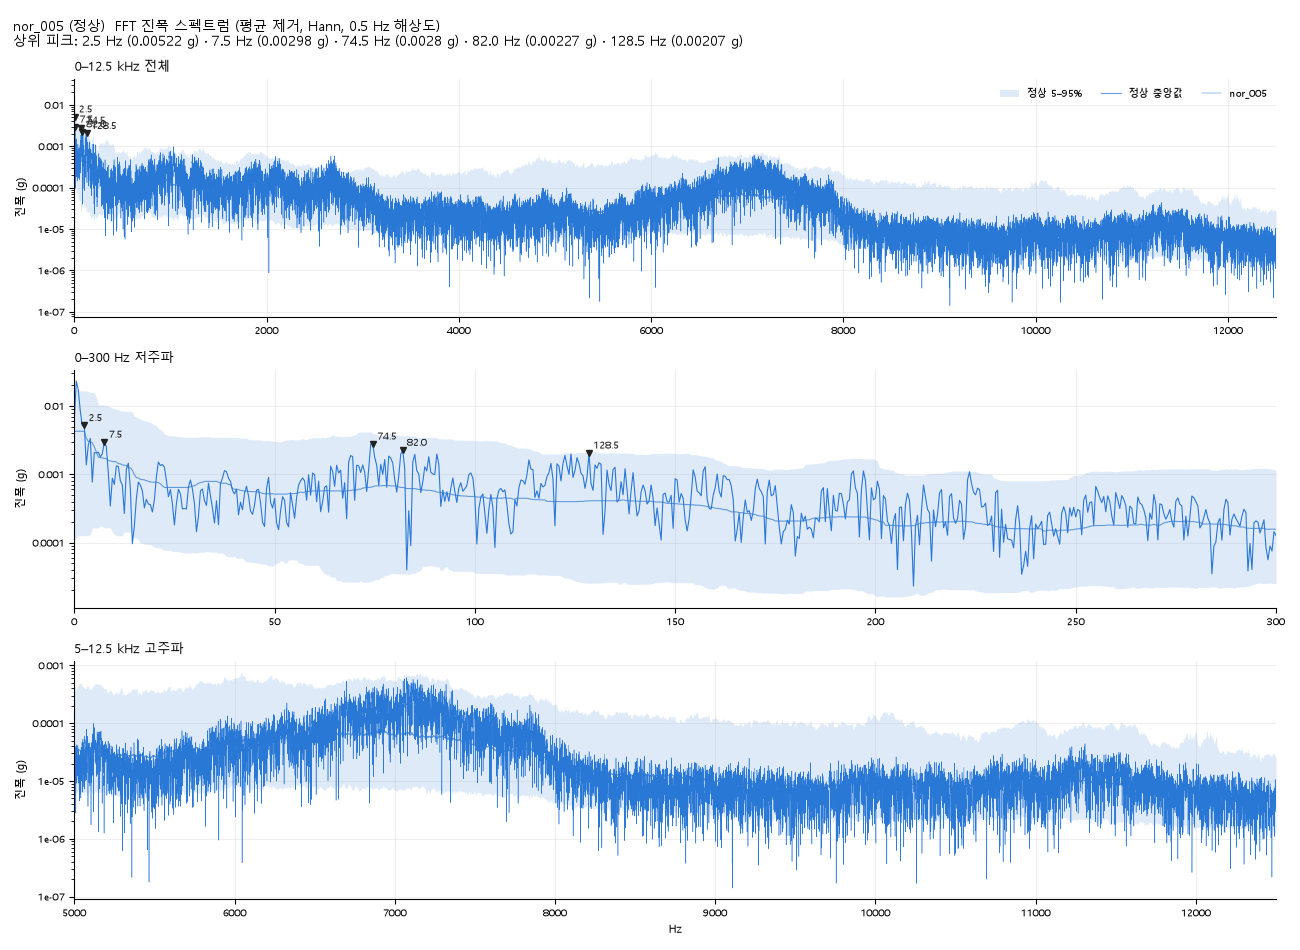 nor_005 (정상)  FFT 진폭 스펙트럼 (평균 제거, Hann, 0.5 Hz 해상도)
상위 피크: 2.5 Hz (0.00522 g) · 7.5 Hz (0.00298 g) · 74.5 Hz (0.0028 g) · 82.0 Hz (0.00227 g) · 128.5 Hz (0.00207 g)
0–12.5 kHz 전체
정상 5–95%
정상 중앙값
nor_005
진폭 (g)
0.01
0.001
0.0001
1e-05
1e-06
1e-07
2.5
128.5
0 2000 4000 6000 8000 10000 12000
0–300 Hz 저주파
진폭 (g)
0.01
0.001
0.0001
2.5
7.5
74.5
82.0
128.5
0 50 100 150 200 250 300
5–12.5 kHz 고주파
진폭 (g)
0.001
0.0001
1e-05
1e-06
1e-07
5000 6000 7000 8000 9000 10000 11000 12000
Hz